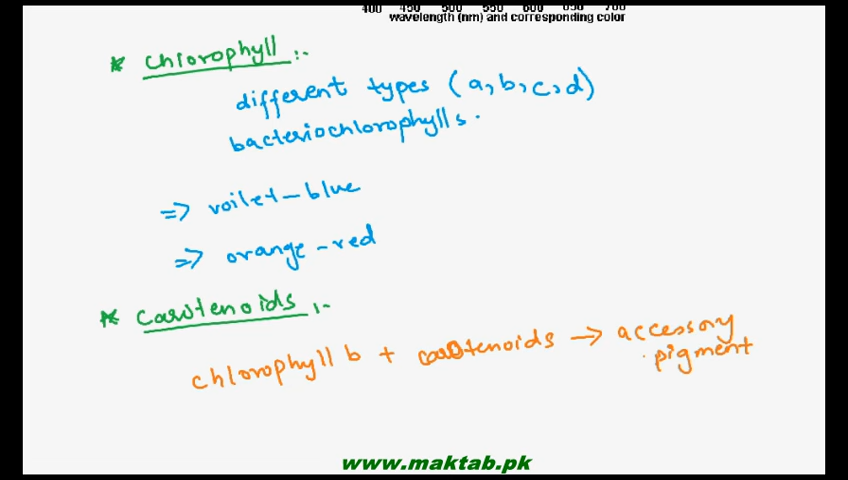 400 450 500 550 600 650 700
wavelength (nm) and corresponding color
* chlorophyll :-
different types (a, b, c, d)
bacteriochlorophylls.
=> voilet-blue
=> orange-red
* carotenoids :-
chlorophyll b + carotenoids → accessory
pigment
www.maktab.pk